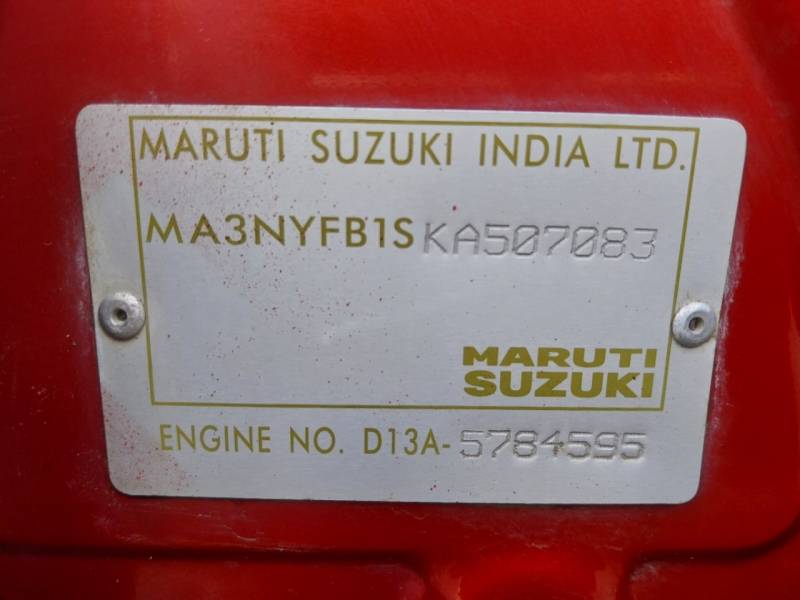 MARUTI SUZUKI INDIA LTD.
MA3NYFB1SKA507083
MARUTI
SUZUKI
ENGINE NO. D13A-5784595